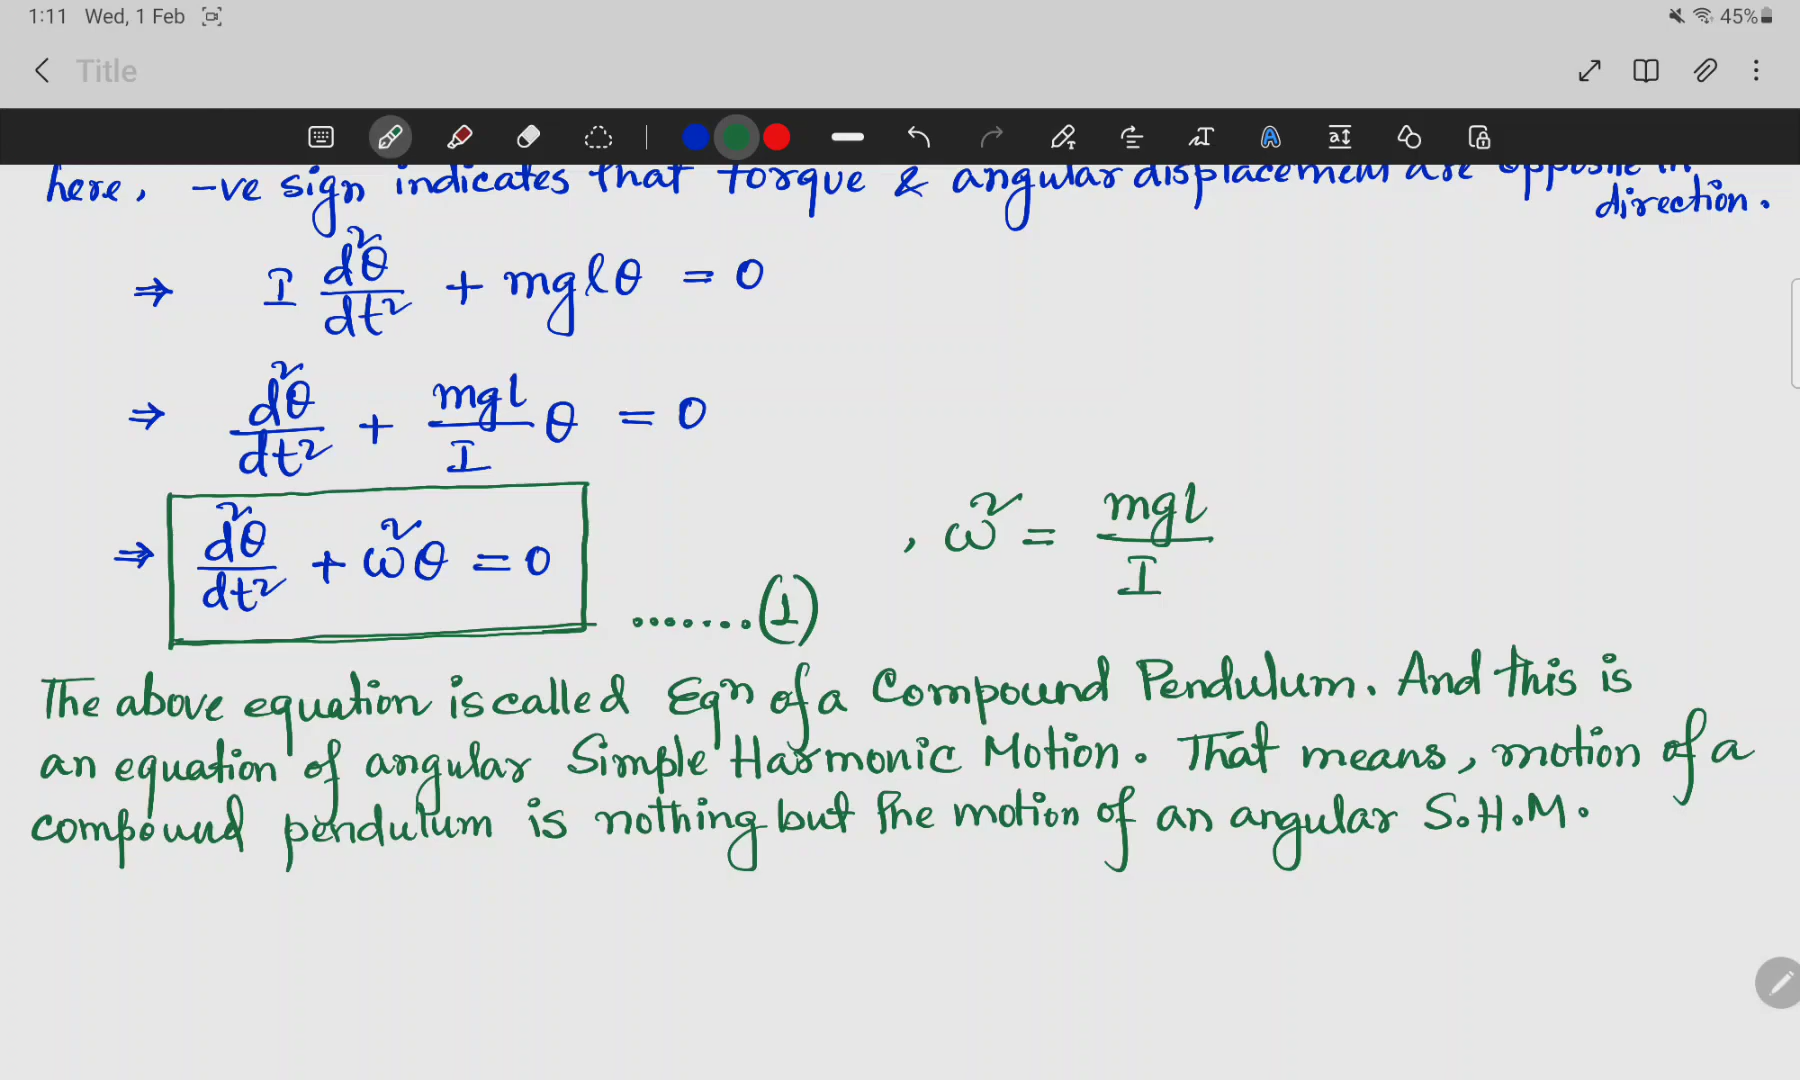 1:11 Wed, 1 Feb 45%
Title
here, -ve sign indicates that torque & angular displacement are opposite in
direction.
⇒ I d²θ/dt² + mglθ = 0
⇒ d²θ/dt² + mgl/I θ = 0
⇒ d²θ/dt² + ω²θ = 0 .......(1) , ω² = mgl/I
The above equation is called Eqⁿ of a Compound Pendulum. And this is
an equation of angular Simple Harmonic Motion. That means, motion of a
compound pendulum is nothing but the motion of an angular S.H.M.